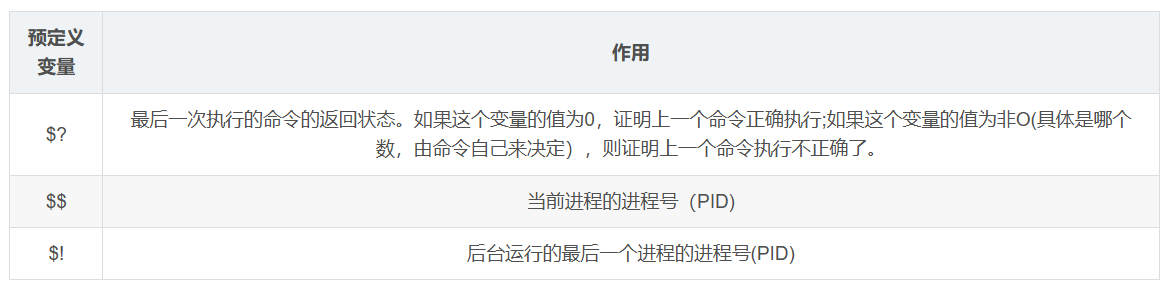 预定义
变量
作用
$?
最后一次执行的命令的返回状态。如果这个变量的值为0，证明上一个命令正确执行;如果这个变量的值为非O(具体是哪个
数，由命令自己来决定），则证明上一个命令执行不正确了。
$$
当前进程的进程号（PID)
$!
后台运行的最后一个进程的进程号(PID)